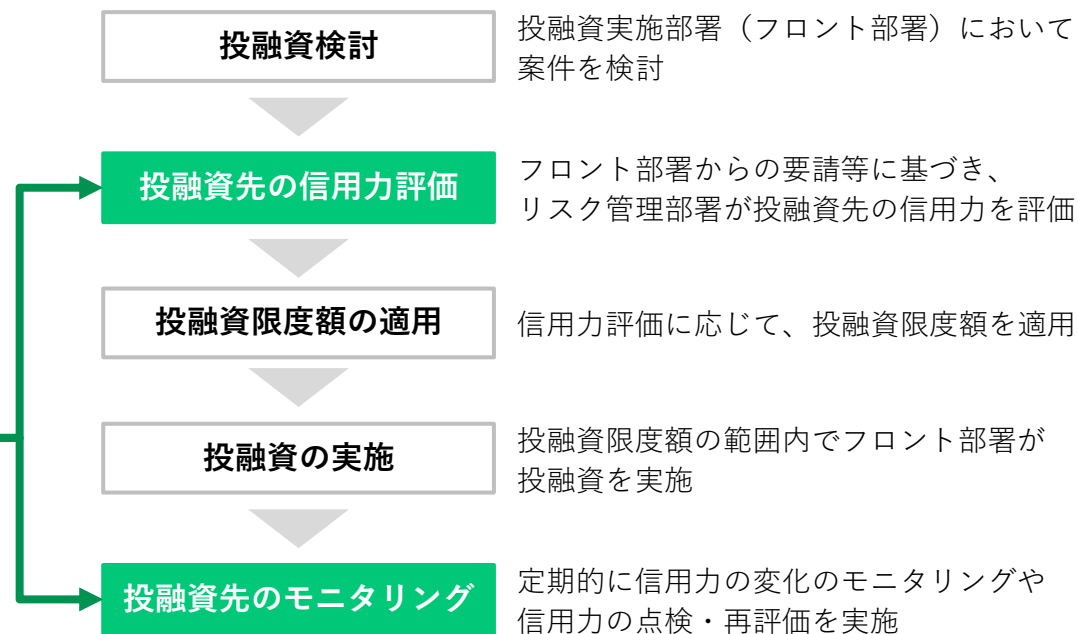 投融資検討
投融資実施部署（フロント部署）において
案件を検討
投融資先の信用力評価
フロント部署からの要請等に基づき、
リスク管理部署が投融資先の信用力を評価
投融資限度額の適用
信用力評価に応じて、投融資限度額を適用
投融資の実施
投融資限度額の範囲内でフロント部署が
投融資を実施
投融資先のモニタリング
定期的に信用力の変化のモニタリングや
信用力の点検・再評価を実施